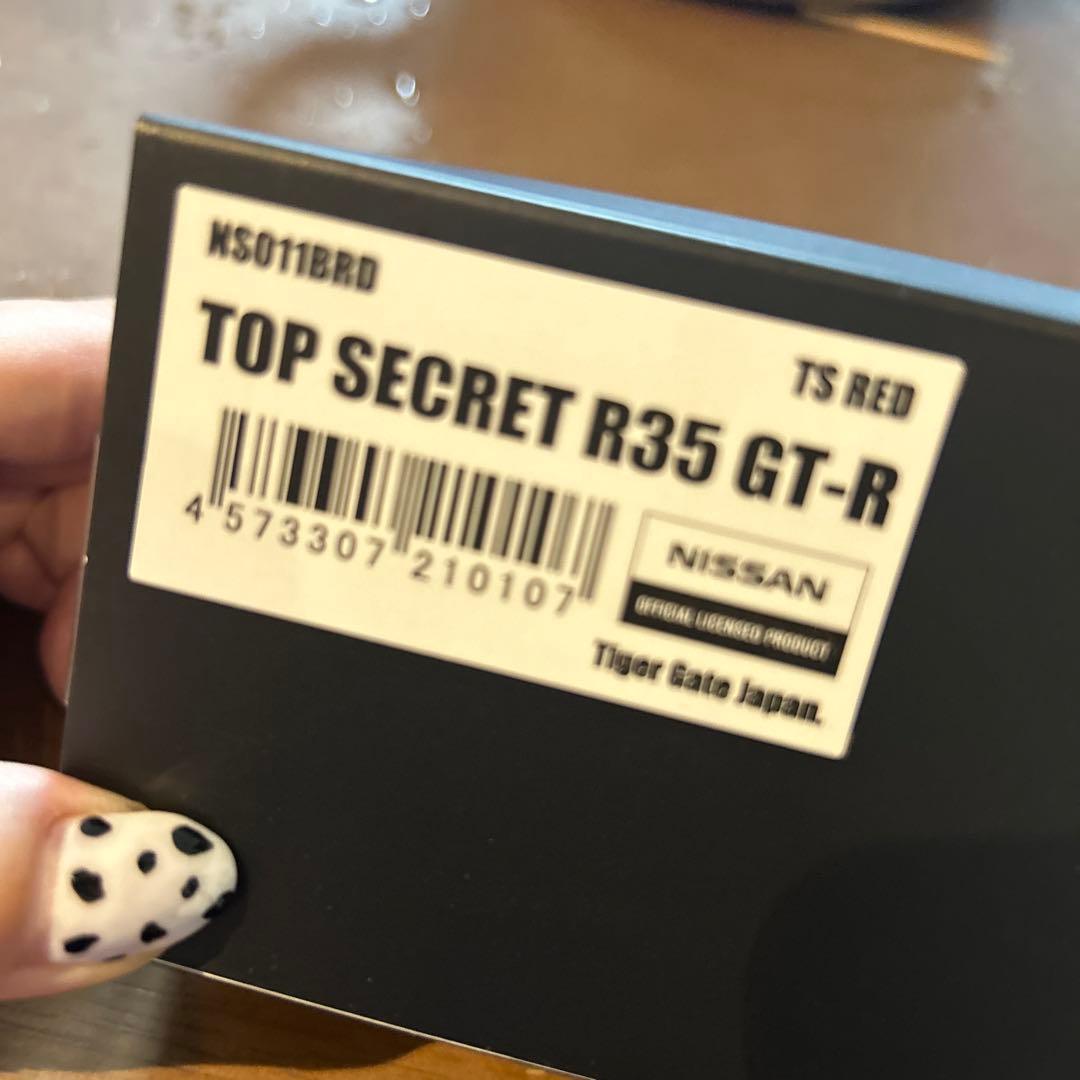 NS011BRD
TS RED
TOP SECRET R35 GT-R
4 573307 210107
NISSAN
OFFICIAL LICENSED PRODUCT
Tiger Gate Japan.